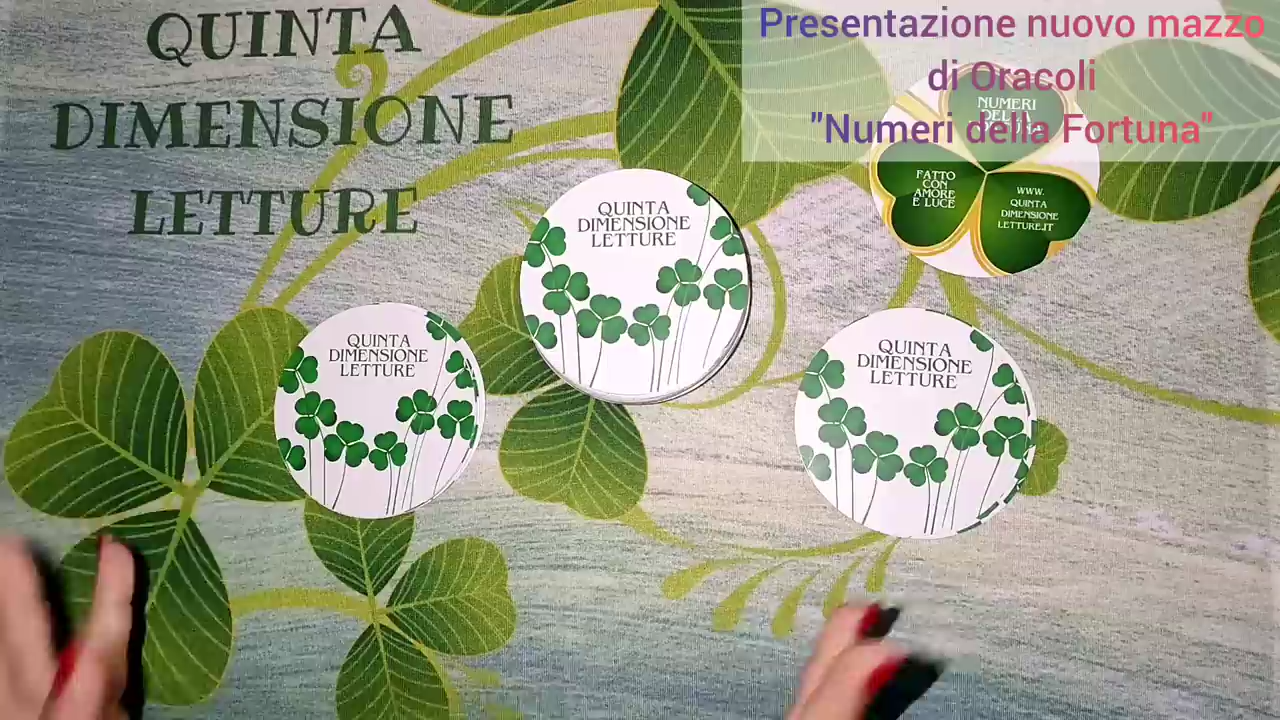 QUINTA
DIMENSIONE
LETTURE
Presentazione nuovo mazzo
di Oracoli
"Numeri della Fortuna"
NUMERI
DELLA
FATTO
CON
AMORE
E LUCE
WWW.
QUINTA
DIMENSIONE
LETTURE.IT
QUINTA
DIMENSIONE
LETTURE
QUINTA
DIMENSIONE
LETTURE
QUINTA
DIMENSIONE
LETTURE